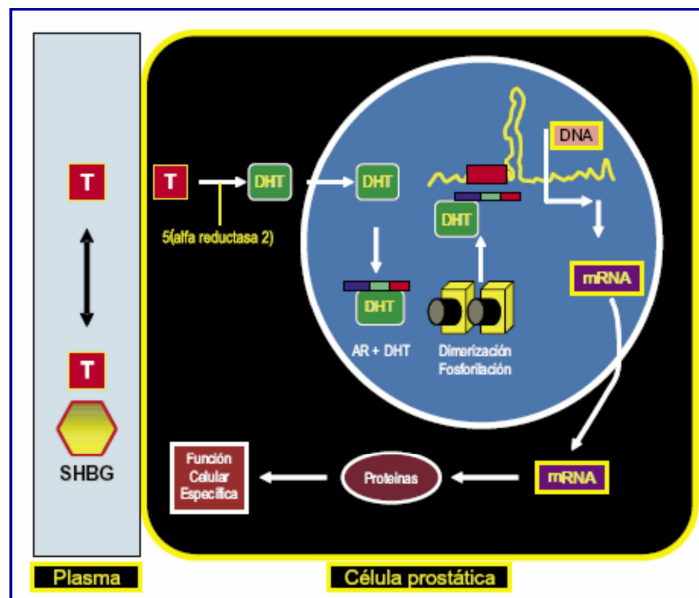 T
T
SHBG
Plasma
T
DHT
5(alfa reductasa 2)
DHT
DHT
AR + DHT
DHT
Dimerización
Fosforilación
DNA
mRNA
mRNA
Proteinas
Función
Celular
Específica
Célula prostática